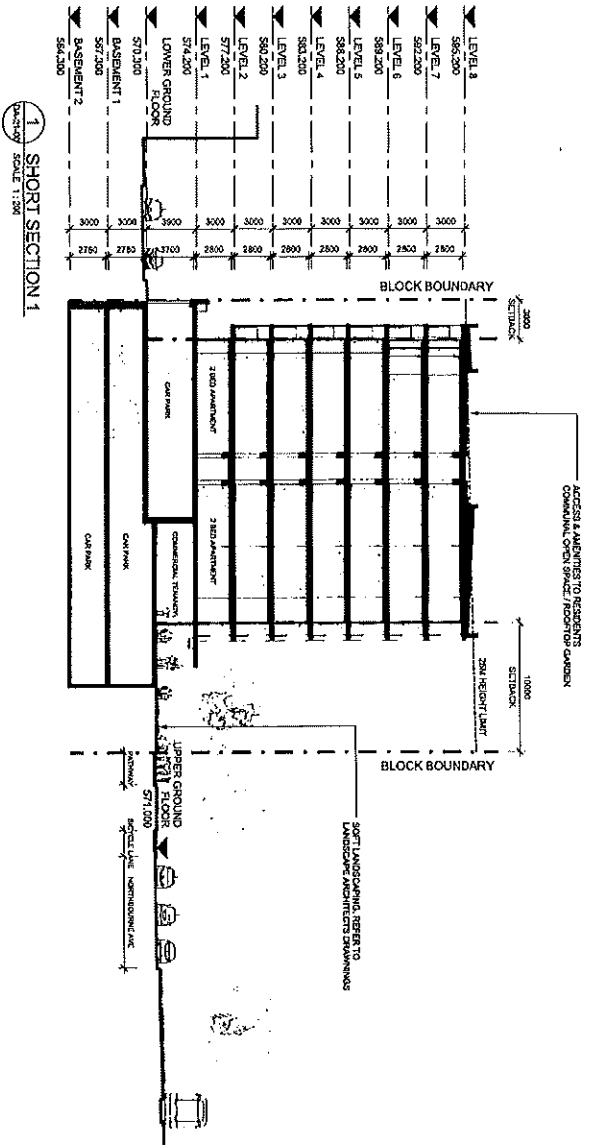 LEVEL 8
595.200
LEVEL 7
592.200
LEVEL 6
589.200
LEVEL 5
586.200
LEVEL 4
583.200
LEVEL 3
580.200
LEVEL 2
577.200
LEVEL 1
574.200
LOWER GROUND
FLOOR
570.300
BASEMENT 1
567.300
BASEMENT 2
564.300
3000
3000
3000
3000
3000
3000
3000
3900
3000
3000
2800
2800
2800
2800
2800
2800
2800
3700
2750
2750
BLOCK BOUNDARY
3000
SETBACK
ACCESS & AMENITIES TO RESIDENTS
COMMUNAL OPEN SPACE / ROOFTOP GARDEN
10000
SETBACK
25M HEIGHT LIMIT
BLOCK BOUNDARY
2 BED APARTMENT
2 BED APARTMENT
CAR PARK
COMMERCIAL TENANCY
CAR PARK
CAR PARK
SOFT LANDSCAPING. REFER TO
LANDSCAPE ARCHITECTS DRAWINGS
UPPER GROUND
FLOOR
571.000
PATHWAY
BICYCLE LANE
NORTHBOURNE AVE
1
SHORT SECTION 1
SCALE 1:200